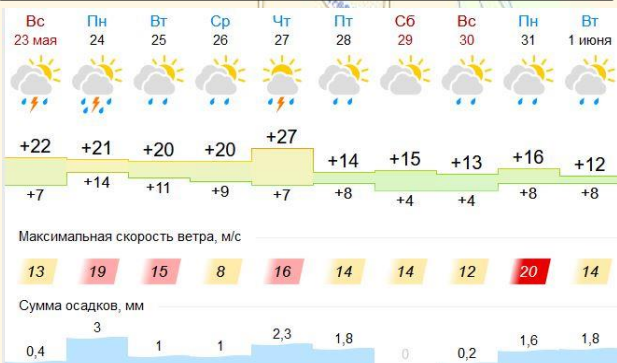 Вс Пн Вт Ср Чт Пт Сб Вс Пн Вт
23 мая 24 25 26 27 28 29 30 31 1 июня
+22 +21 +20 +20 +27 +14 +15 +13 +16 +12
+7 +14 +11 +9 +7 +8 +4 +4 +8 +8
Максимальная скорость ветра, м/с
13 19 15 8 16 14 14 12 20 14
Сумма осадков, мм
0,4 3 1 1 2,3 1,8 0 0,2 1,6 1,8